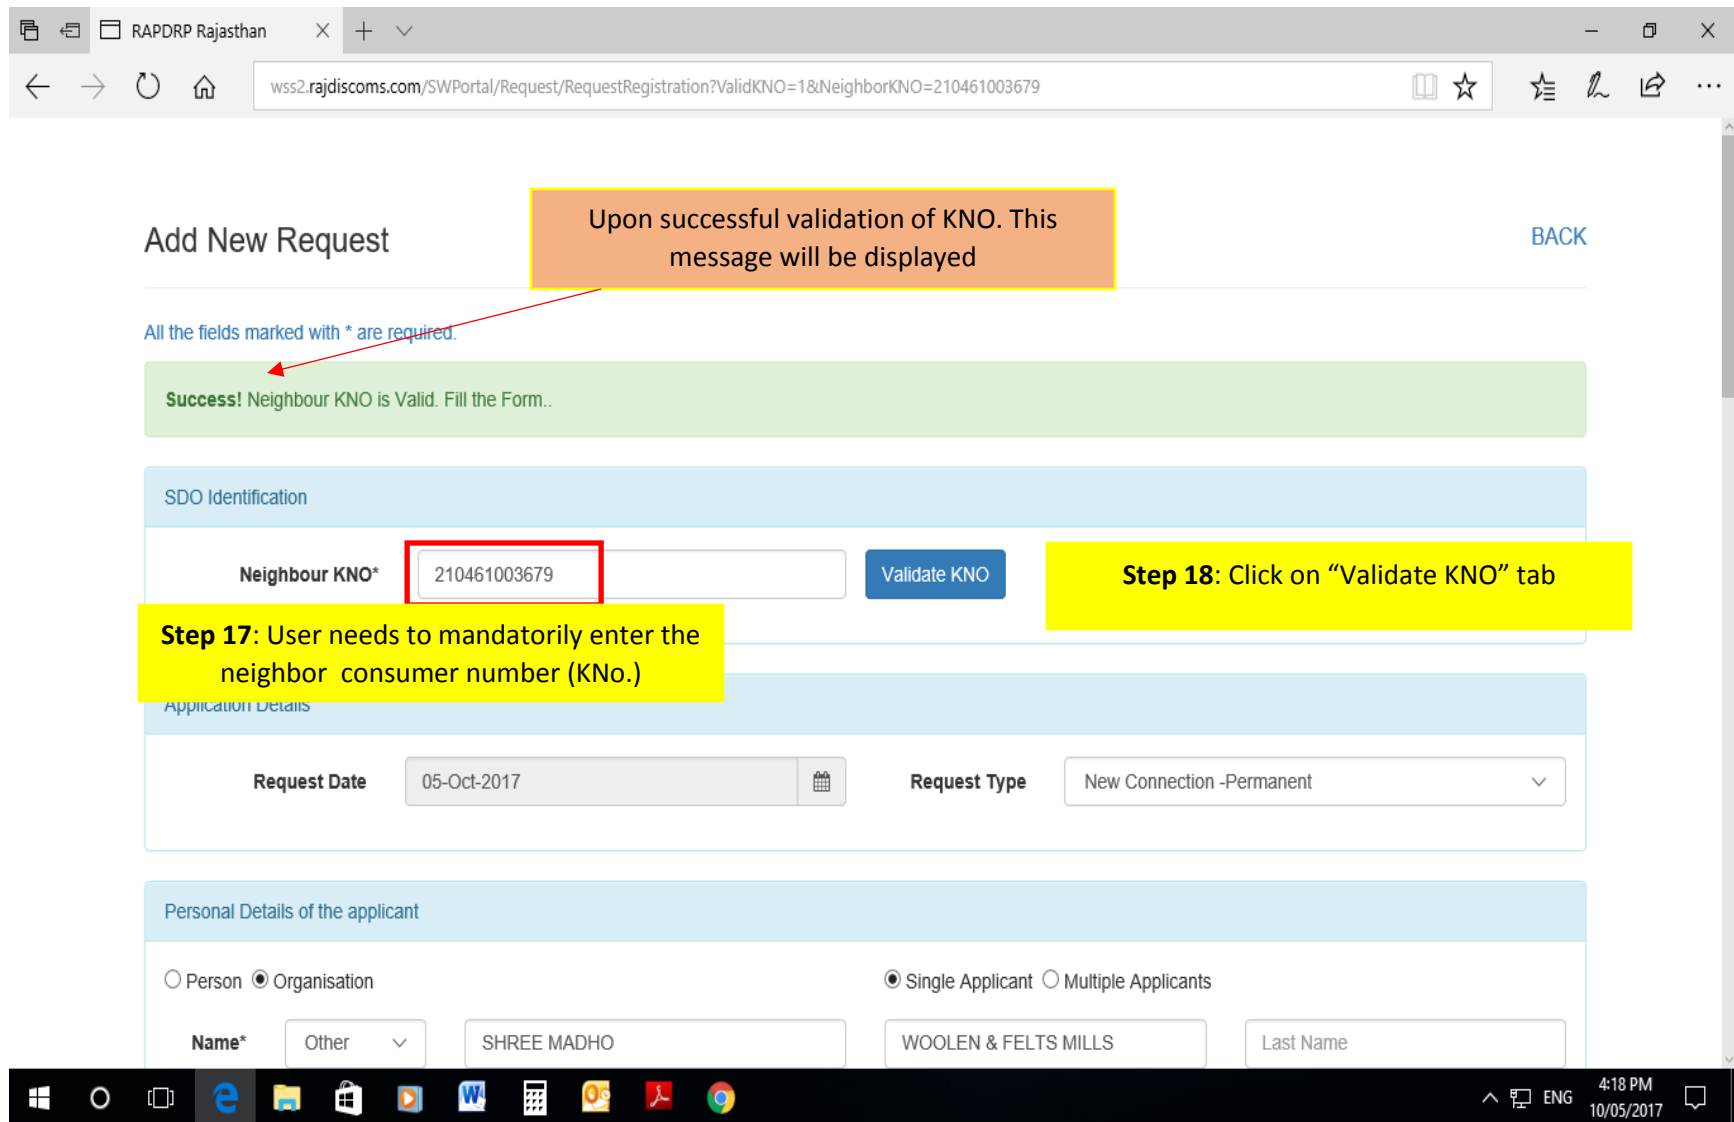 RAPDRP Rajasthan
wss2.rajdiscoms.com/SWPortal/Request/RequestRegistration?ValidKNO=1&NeighborKNO=210461003679
Upon successful validation of KNO. This
message will be displayed
Add New Request
BACK
All the fields marked with * are required.
Success! Neighbour KNO is Valid. Fill the Form..
SDO Identification
Neighbour KNO*
210461003679
Validate KNO
Step 18: Click on “Validate KNO” tab
Step 17: User needs to mandatorily enter the
neighbor  consumer number (KNo.)
Application Details
Request Date
05-Oct-2017
Request Type
New Connection -Permanent
Personal Details of the applicant
Person
Organisation
Single Applicant
Multiple Applicants
Name*
Other
SHREE MADHO
WOOLEN & FELTS MILLS
Last Name
ENG
4:18 PM
10/05/2017